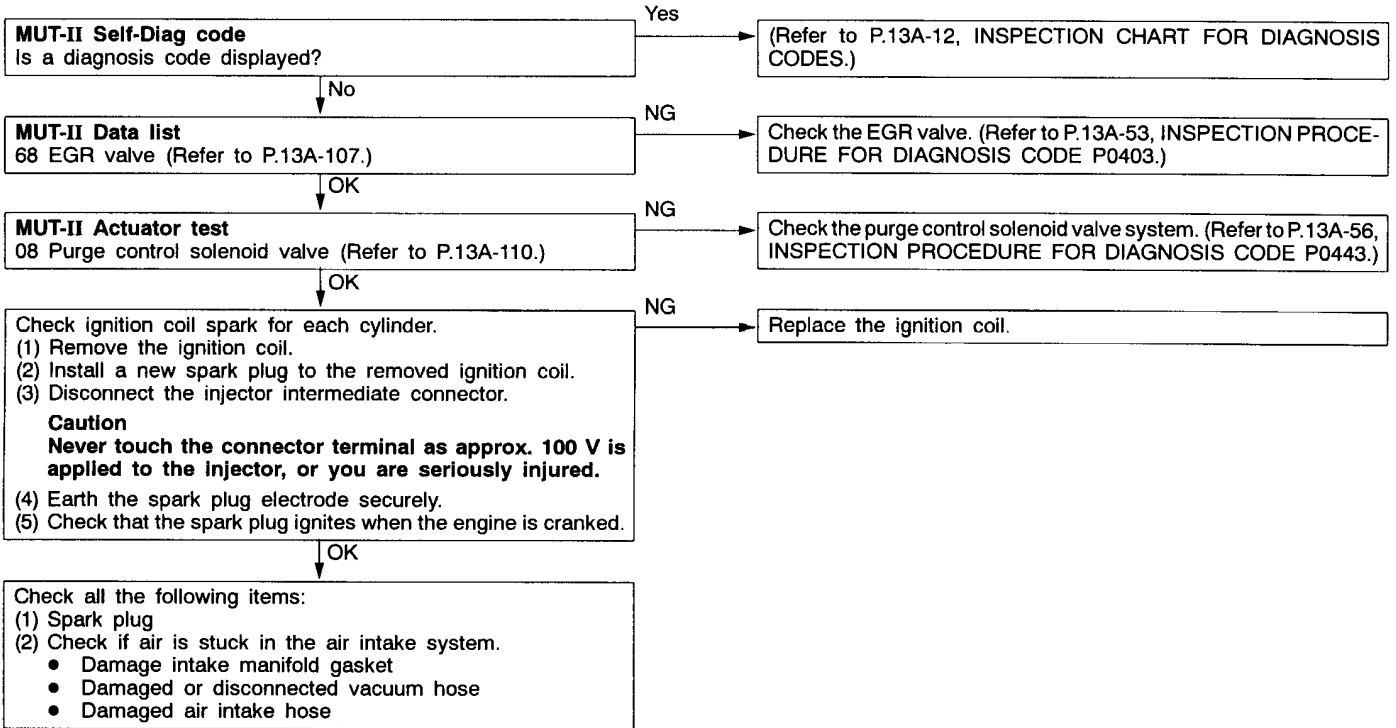 MUT-II Self-Diag code
Is a diagnosis code displayed?
Yes
(Refer to P.13A-12, INSPECTION CHART FOR DIAGNOSIS
CODES.)
No
MUT-II Data list
68 EGR valve (Refer to P.13A-107.)
NG
Check the EGR valve. (Refer to P.13A-53, INSPECTION PROCE-
DURE FOR DIAGNOSIS CODE P0403.)
OK
MUT-II Actuator test
08 Purge control solenoid valve (Refer to P.13A-110.)
NG
Check the purge control solenoid valve system. (Refer to P.13A-56,
INSPECTION PROCEDURE FOR DIAGNOSIS CODE P0443.)
OK
Check ignition coil spark for each cylinder.
(1) Remove the ignition coil.
(2) Install a new spark plug to the removed ignition coil.
(3) Disconnect the injector intermediate connector.
Caution
Never touch the connector terminal as approx. 100 V is
applied to the injector, or you are seriously injured.
(4) Earth the spark plug electrode securely.
(5) Check that the spark plug ignites when the engine is cranked.
NG
Replace the ignition coil.
OK
Check all the following items:
(1) Spark plug
(2) Check if air is stuck in the air intake system.
● Damage intake manifold gasket
● Damaged or disconnected vacuum hose
● Damaged air intake hose